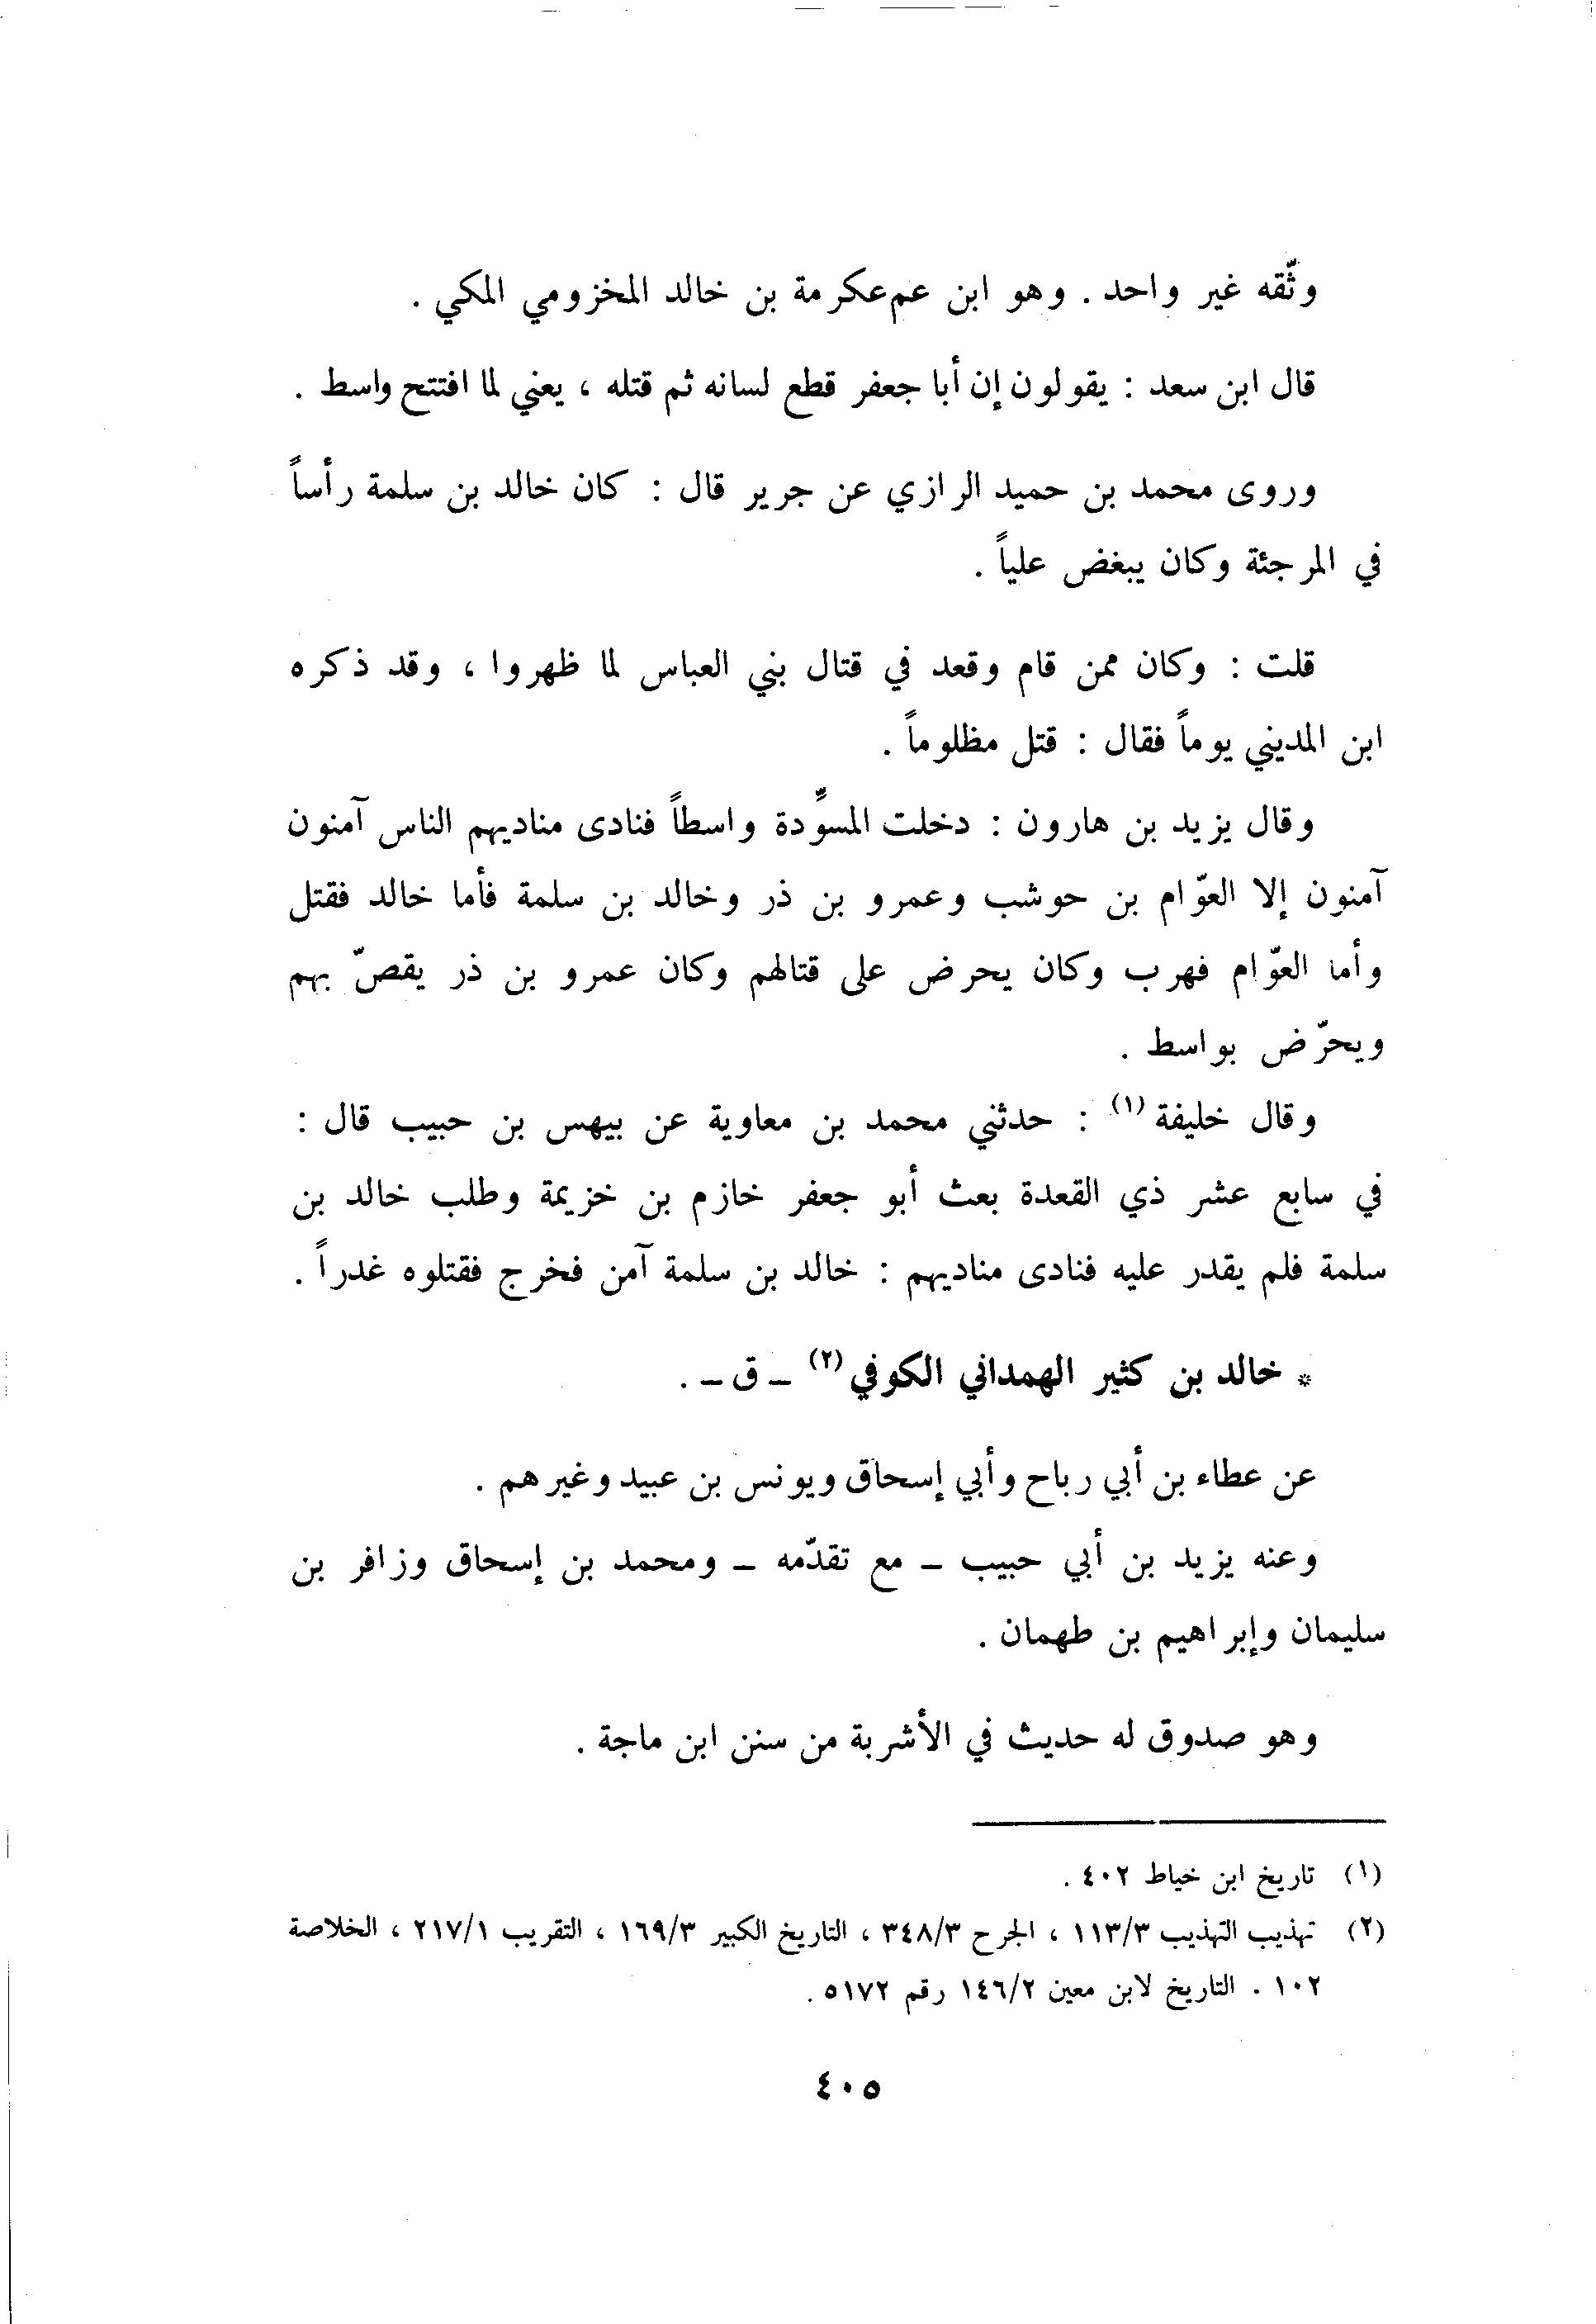 وثّقه غير واحد . وهو ابن عم عكرمة بن خالد المخزومي المكي .
قال ابن سعد : يقولون إن أبا جعفر قطع لسانه ثم قتله ، يعني لما افتتح واسط .
وروى محمد بن حميد الرازي عن جرير قال : كان خالد بن سلمة رأساً
في المرجئة وكان يبغض علياً .
قلت : وكان ممن قام وقعد في قتال بني العباس لما ظهروا ، وقد ذكره
ابن المديني يوماً فقال : قتل مظلوماً .
وقال يزيد بن هارون : دخلت المسوِّدة واسطاً فنادى مناديهم الناس آمنون
آمنون إلا العوّام بن حوشب وعمرو بن ذر وخالد بن سلمة فأما خالد فقتل
وأما العوّام فهرب وكان يحرض على قتالهم وكان عمرو بن ذر يقصّ بهم
ويحرّض بواسط .
وقال خليفة (١) : حدثني محمد بن معاوية عن بيهس بن حبيب قال :
في سابع عشر ذي القعدة بعث أبو جعفر خازم بن خزيمة وطلب خالد بن
سلمة فلم يقدر عليه فنادى مناديهم : خالد بن سلمة آمن فخرج فقتلوه غدراً .
* خالد بن كثير الهمداني الكوفي (٢) ـ ق ـ .
عن عطاء بن أبي رباح وأبي إسحاق ويونس بن عبيد وغيرهم .
وعنه يزيد بن أبي حبيب ـ مع تقدّمه ـ ومحمد بن إسحاق وزافر بن
سليمان وإبراهيم بن طهمان .
وهو صدوق له حديث في الأشربة من سنن ابن ماجة .
(١) تاريخ ابن خياط ٤٠٢ .
(٢) تهذيب التهذيب ١١٣/٣ ، الجرح ٣٤٨/٣ ، التاريخ الكبير ١٦٩/٣ ، التقريب ٢١٧/١ ، الخلاصة
١٠٢ . التاريخ لابن معين ١٤٦/٢ رقم ٥١٧٢ .
٤٠٥